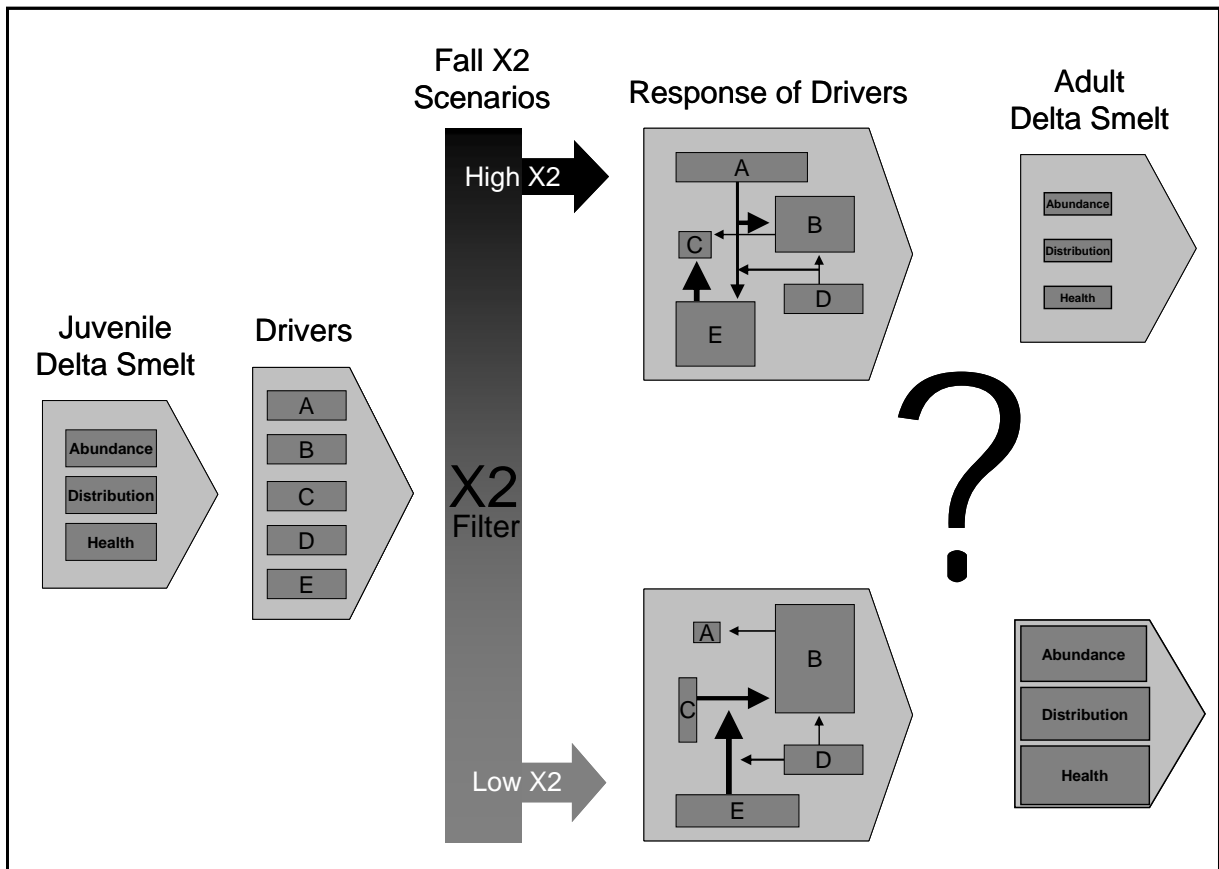 Fall X2
Scenarios
Response of Drivers
Adult
Delta Smelt
Juvenile
Delta Smelt
Drivers
Abundance
Distribution
Health
A
B
C
D
E
High X2
X2
Filter
Low X2
A
B
C
D
E
Abundance
Distribution
Health
?
A
B
C
D
E
Abundance
Distribution
Health